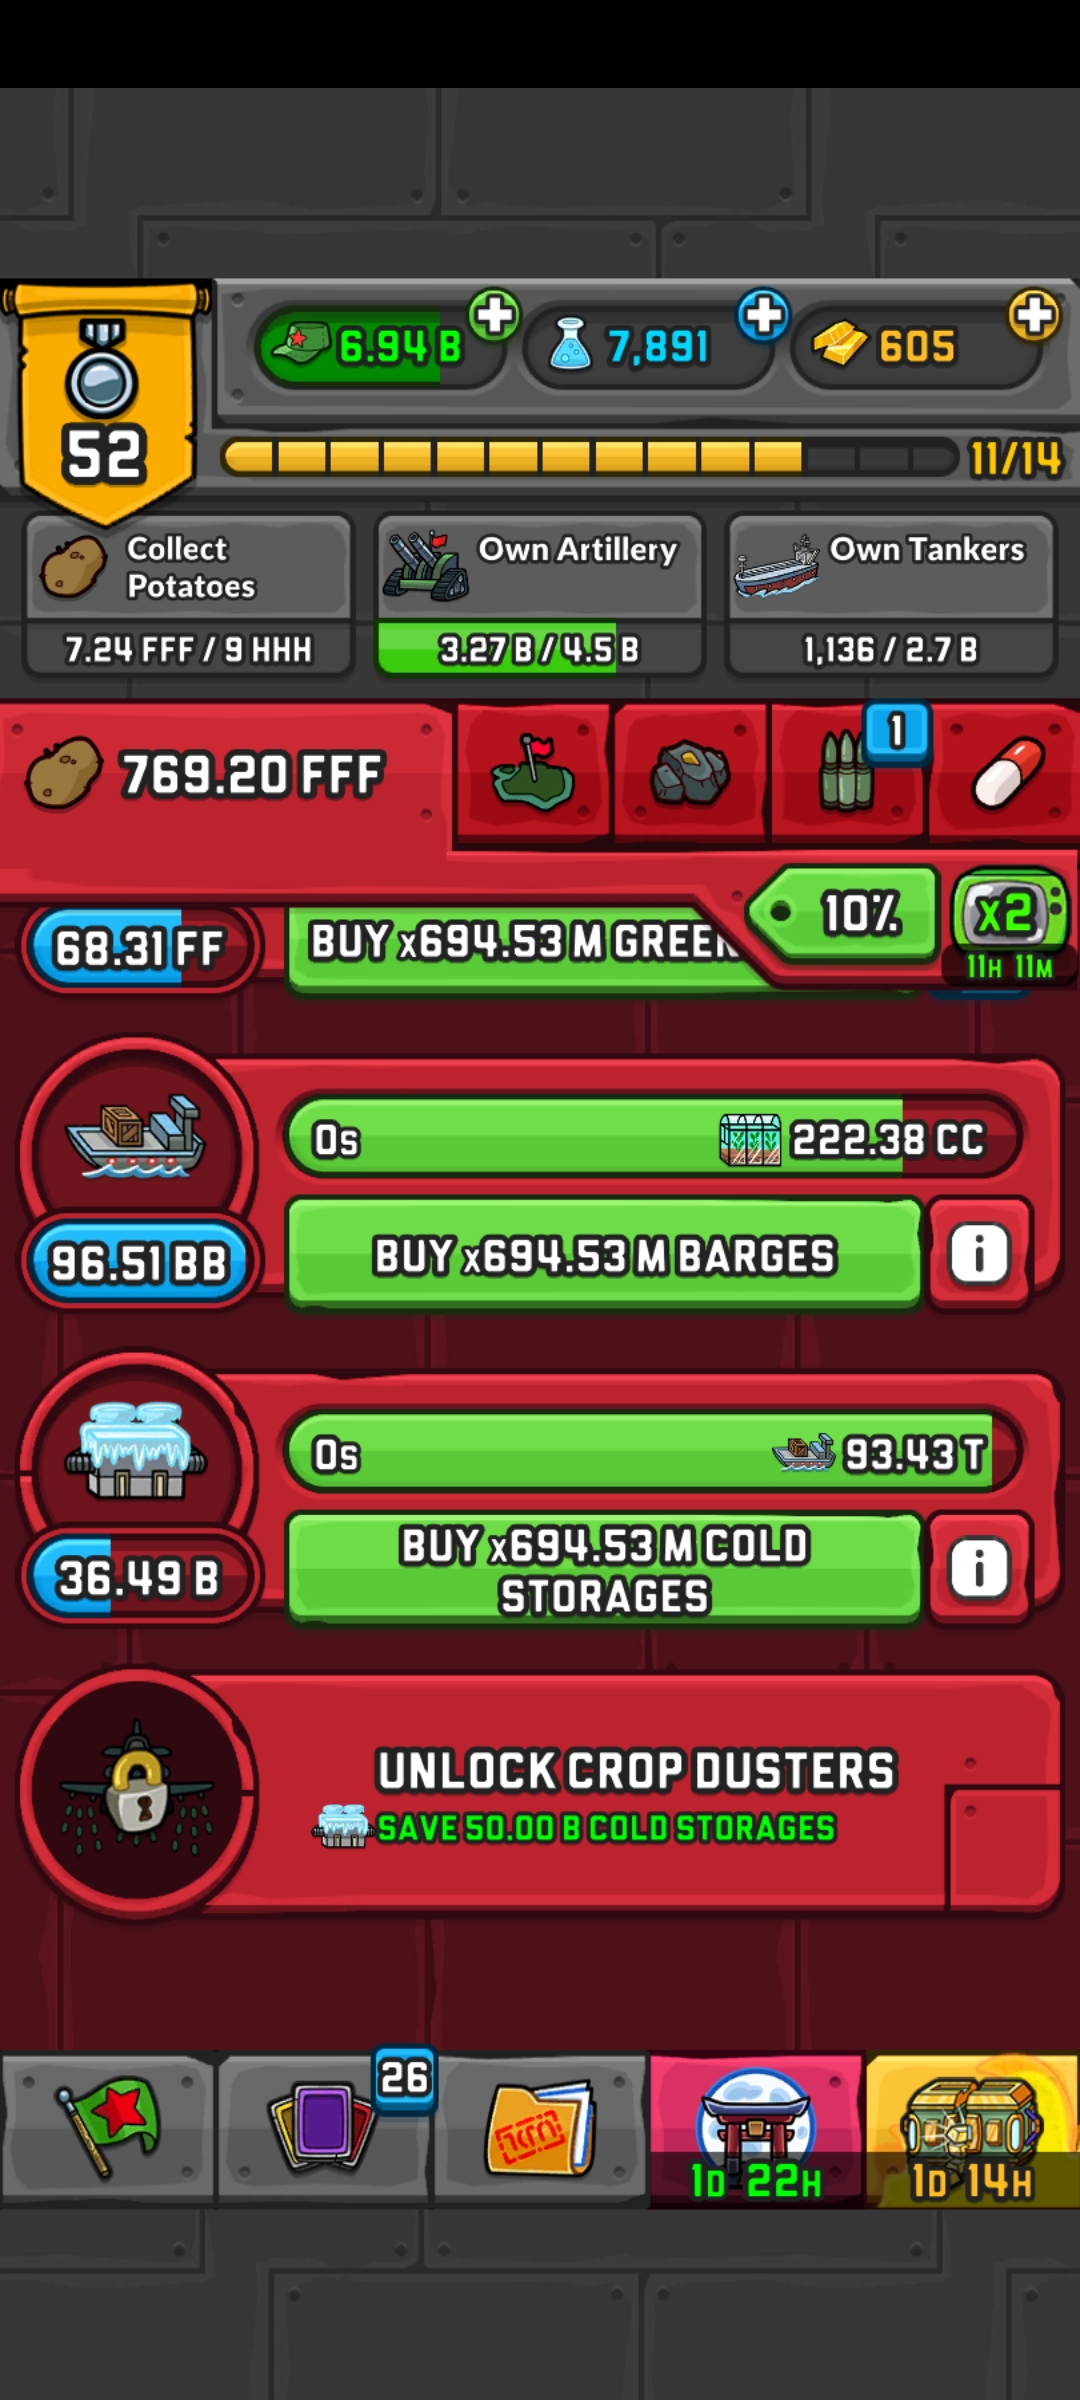 6.94 B
7,891
605
52
11/14
Collect
Potatoes
7.24 FFF / 9 HHH
Own Artillery
3.27 B / 4.5 B
Own Tankers
1,136 / 2.7 B
769.20 FFF
1
10%
x2
11H 11M
68.31 FF
BUY x694.53 M GREEN
0s
222.38 CC
96.51 BB
BUY x694.53 M BARGES
i
0s
93.43 T
36.49 B
BUY x694.53 M COLD
STORAGES
i
UNLOCK CROP DUSTERS
SAVE 50.00 B COLD STORAGES
26
1D 22H
1D 14H